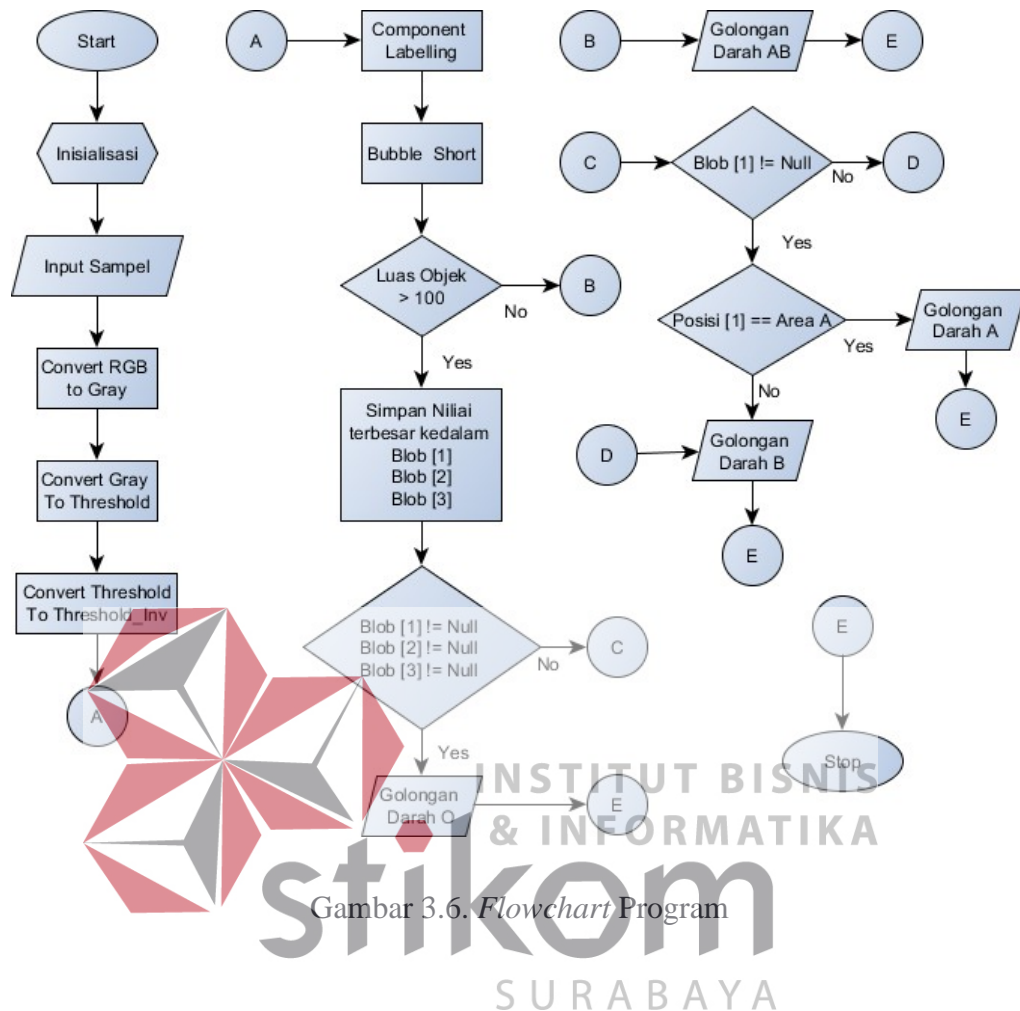 Start
Inisialisasi
Input Sampel
Convert RGB
to Gray
Convert Gray
To Threshold
Convert Threshold
To Threshold_Inv
A
A
Component
Labelling
Bubble Short
Luas Objek
> 100
No
B
Yes
Simpan Niliai
terbesar kedalam
Blob [1]
Blob [2]
Blob [3]
Blob [1] != Null
Blob [2] != Null
Blob [3] != Null
No
C
Yes
Golongan
Darah O
E
B
Golongan
Darah AB
E
C
Blob [1] != Null
No
D
Yes
Posisi [1] == Area A
Yes
Golongan
Darah A
E
No
D
Golongan
Darah B
E
E
Stop
INSTITUT BISNIS
& INFORMATIKA
stikom
SURABAYA
Gambar 3.6. Flowchart Program